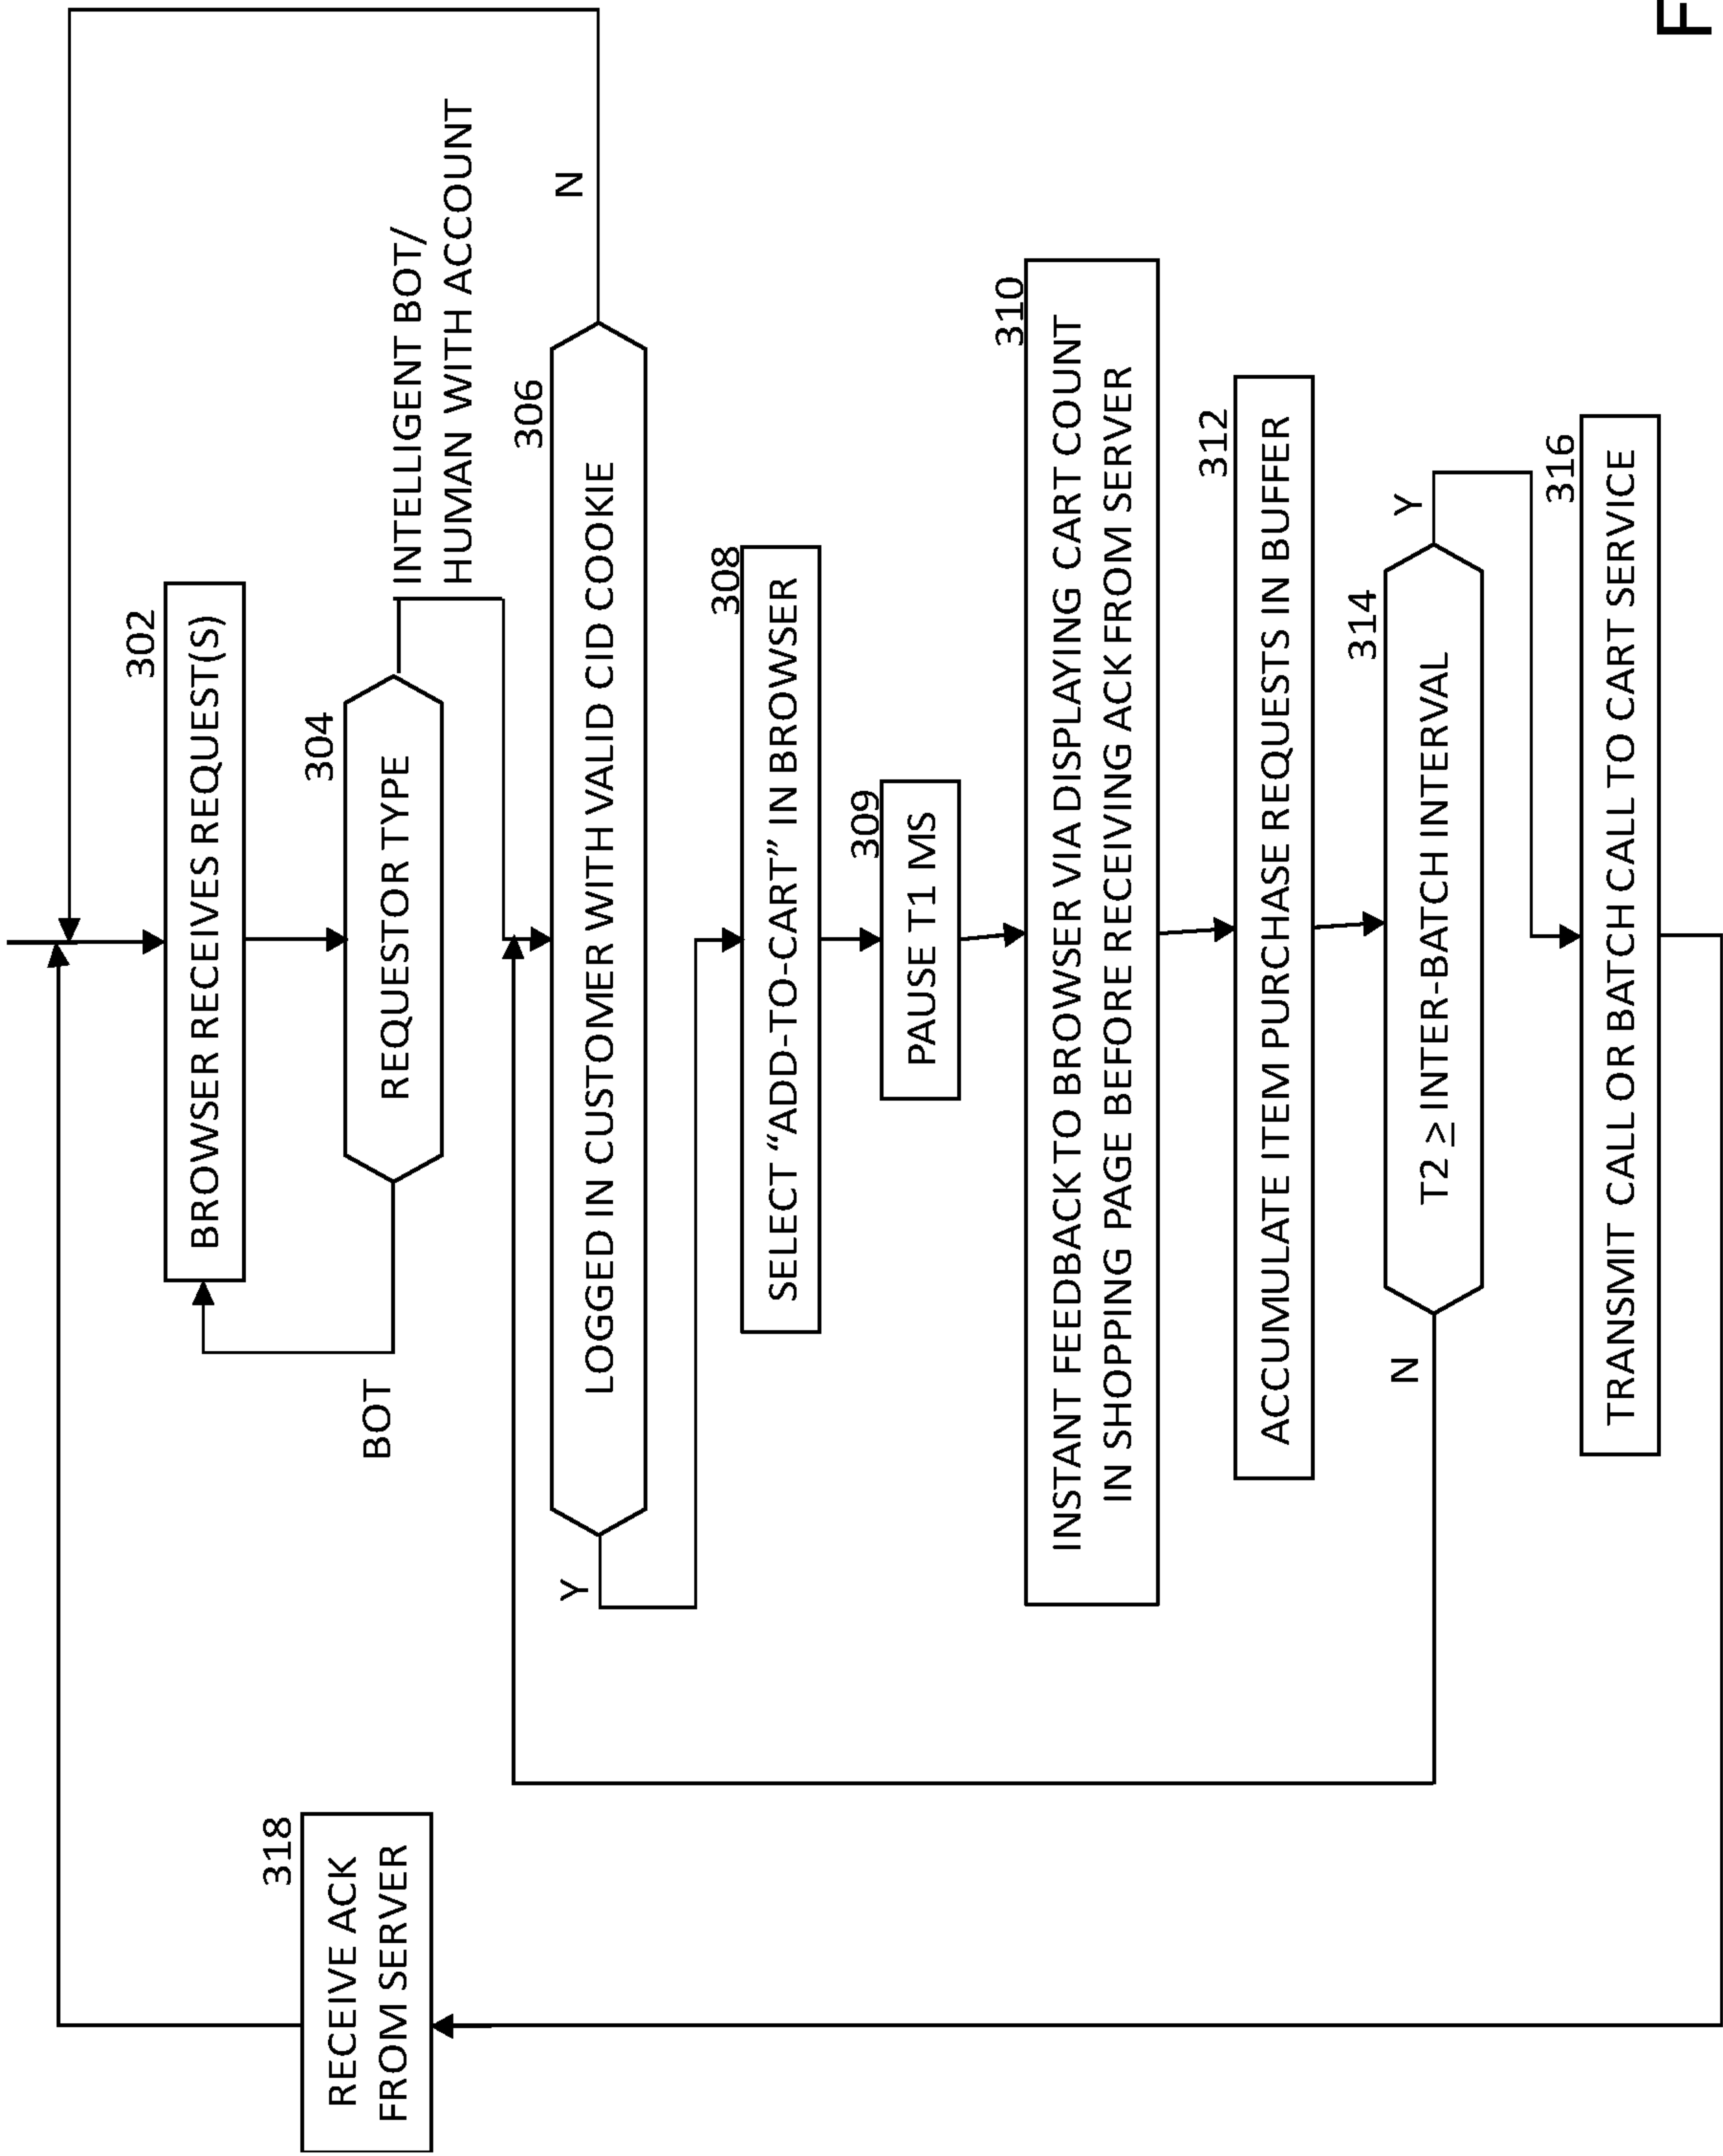 302
BROWSER RECEIVES REQUEST(S)
304
REQUESTOR TYPE
BOT
INTELLIGENT BOT/
HUMAN WITH ACCOUNT
306
LOGGED IN CUSTOMER WITH VALID CID COOKIE
Y
N
308
SELECT “ADD-TO-CART” IN BROWSER
309
PAUSE T1 MS
310
INSTANT FEEDBACK TO BROWSER VIA DISPLAYING CART COUNT
IN SHOPPING PAGE BEFORE RECEIVING ACK FROM SERVER
312
ACCUMULATE ITEM PURCHASE REQUESTS IN BUFFER
314
T2 ≥ INTER-BATCH INTERVAL
N
Y
316
TRANSMIT CALL OR BATCH CALL TO CART SERVICE
318
RECEIVE ACK
FROM SERVER
F